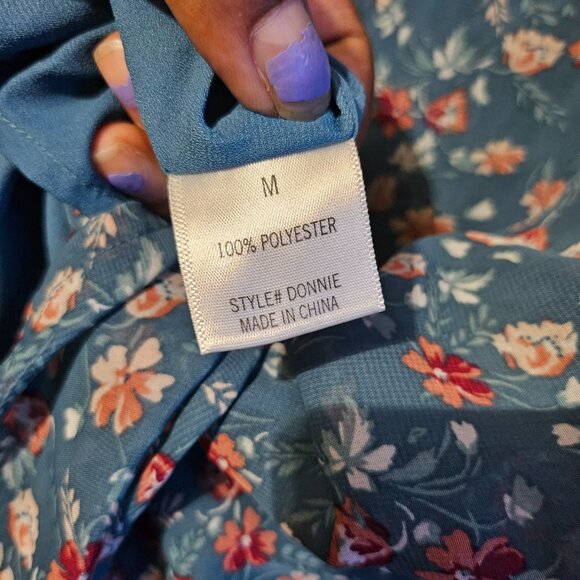 M
100% POLYESTER
STYLE# DONNIE
MADE IN CHINA